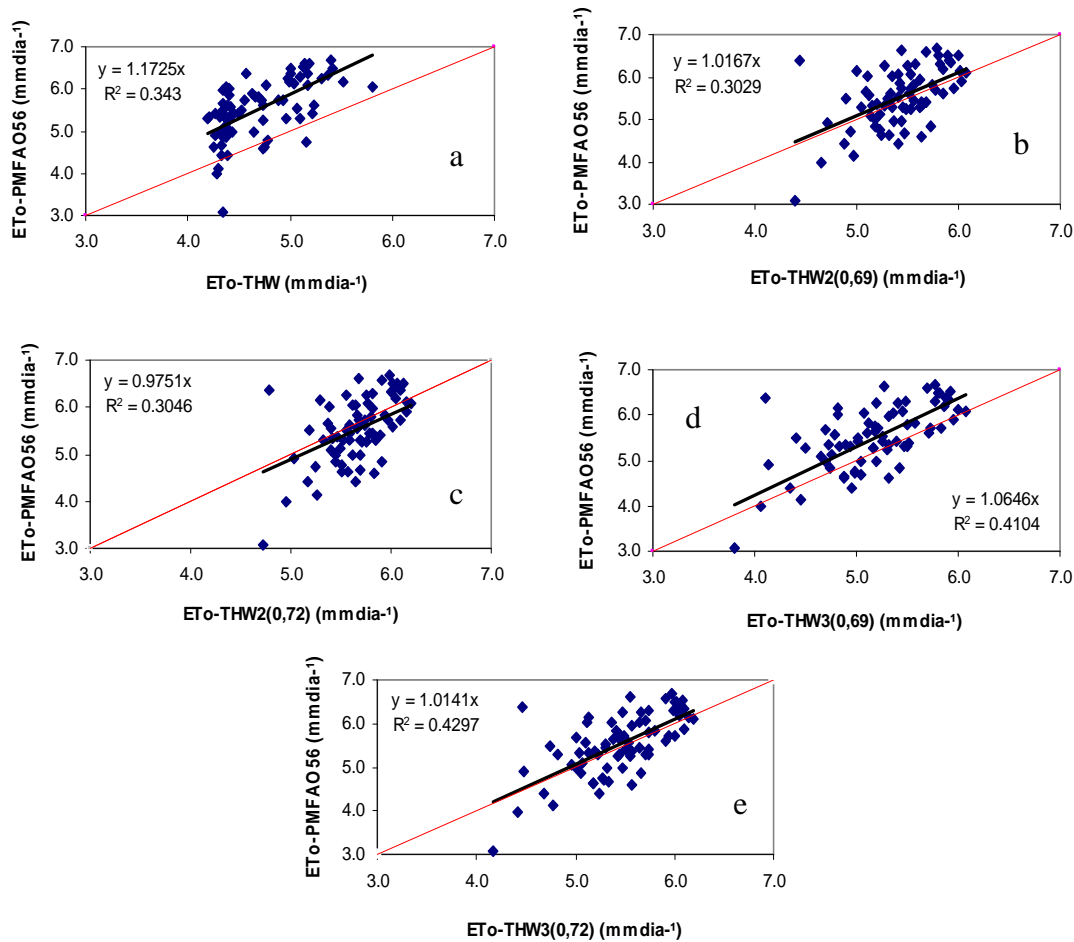 ETo-PMFAO56 (mmdia-¹)
7.0
6.0
5.0
4.0
3.0
y = 1.1725x
R² = 0.343
a
3.0 4.0 5.0 6.0 7.0
ETo-THW (mmdia-¹)
ETo-PMFAO56 (mmdia-¹)
7.0
6.0
5.0
4.0
3.0
y = 1.0167x
R² = 0.3029
b
3.0 4.0 5.0 6.0 7.0
ETo-THW2(0,69) (mmdia-¹)
ETo-PMFAO56 (mmdia-¹)
7.0
6.0
5.0
4.0
3.0
y = 0.9751x
R² = 0.3046
c
3.0 4.0 5.0 6.0 7.0
ETo-THW2(0,72) (mmdia-¹)
ETo-PMFAO56 (mmdia-¹)
7.0
6.0
5.0
4.0
3.0
d
y = 1.0646x
R² = 0.4104
3.0 4.0 5.0 6.0 7.0
ETo-THW3(0,69) (mmdia-¹)
ETo-PMFAO56 (mmdia-¹)
7.0
6.0
5.0
4.0
3.0
y = 1.0141x
R² = 0.4297
e
3.0 4.0 5.0 6.0 7.0
ETo-THW3(0,72) (mmdia-¹)